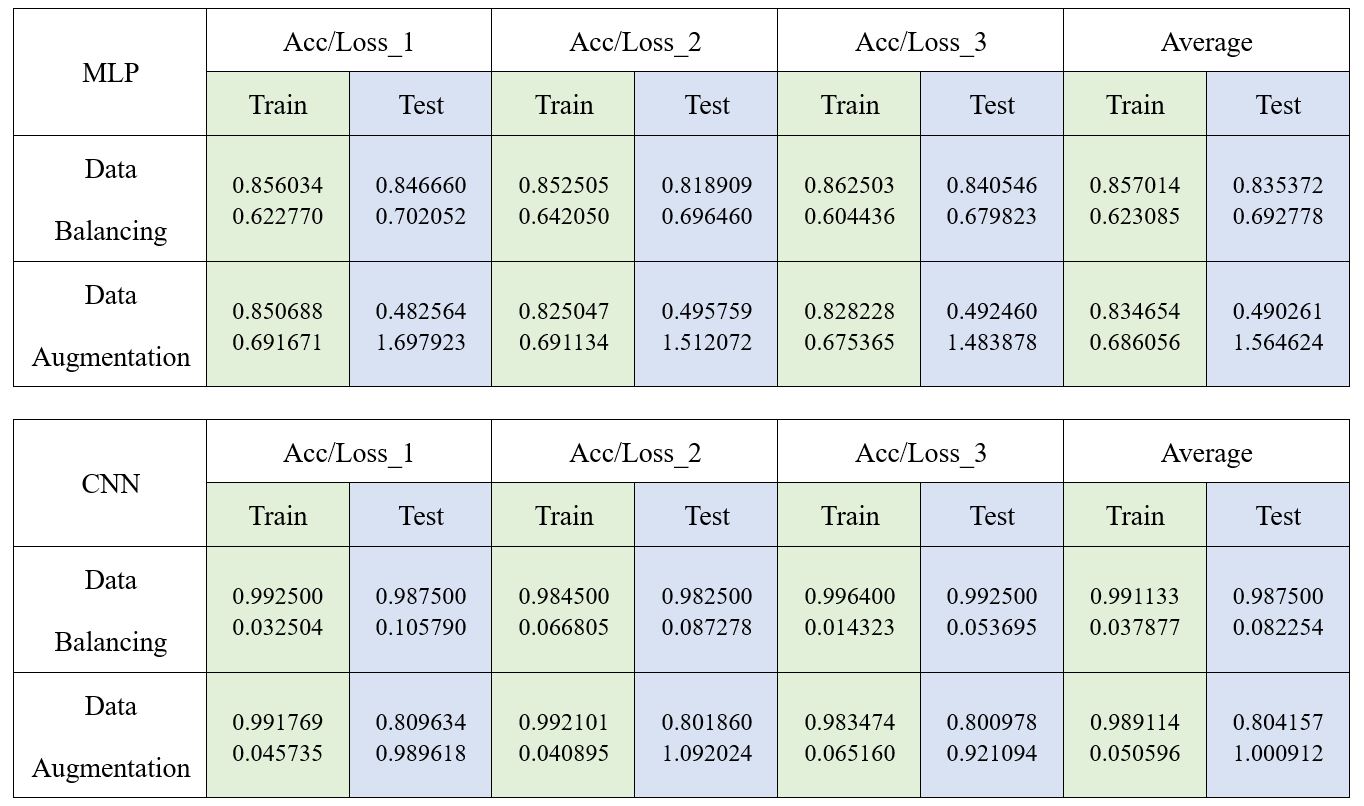 MLP Acc/Loss_1 Acc/Loss_2 Acc/Loss_3 Average
Train Test Train Test Train Test Train Test
Data
Balancing
0.856034 0.846660 0.852505 0.818909 0.862503 0.840546 0.857014 0.835372
0.622770 0.702052 0.642050 0.696460 0.604436 0.679823 0.623085 0.692778
Data
Augmentation
0.850688 0.482564 0.825047 0.495759 0.828228 0.492460 0.834654 0.490261
0.691671 1.697923 0.691134 1.512072 0.675365 1.483878 0.686056 1.564624
CNN Acc/Loss_1 Acc/Loss_2 Acc/Loss_3 Average
Train Test Train Test Train Test Train Test
Data
Balancing
0.992500 0.987500 0.984500 0.982500 0.996400 0.992500 0.991133 0.987500
0.032504 0.105790 0.066805 0.087278 0.014323 0.053695 0.037877 0.082254
Data
Augmentation
0.991769 0.809634 0.992101 0.801860 0.983474 0.800978 0.989114 0.804157
0.045735 0.989618 0.040895 1.092024 0.065160 0.921094 0.050596 1.000912